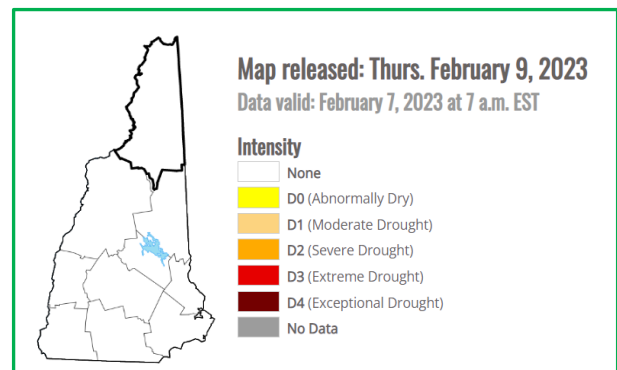 Map released: Thurs. February 9, 2023
Data valid: February 7, 2023 at 7 a.m. EST
Intensity
None
D0 (Abnormally Dry)
D1 (Moderate Drought)
D2 (Severe Drought)
D3 (Extreme Drought)
D4 (Exceptional Drought)
No Data